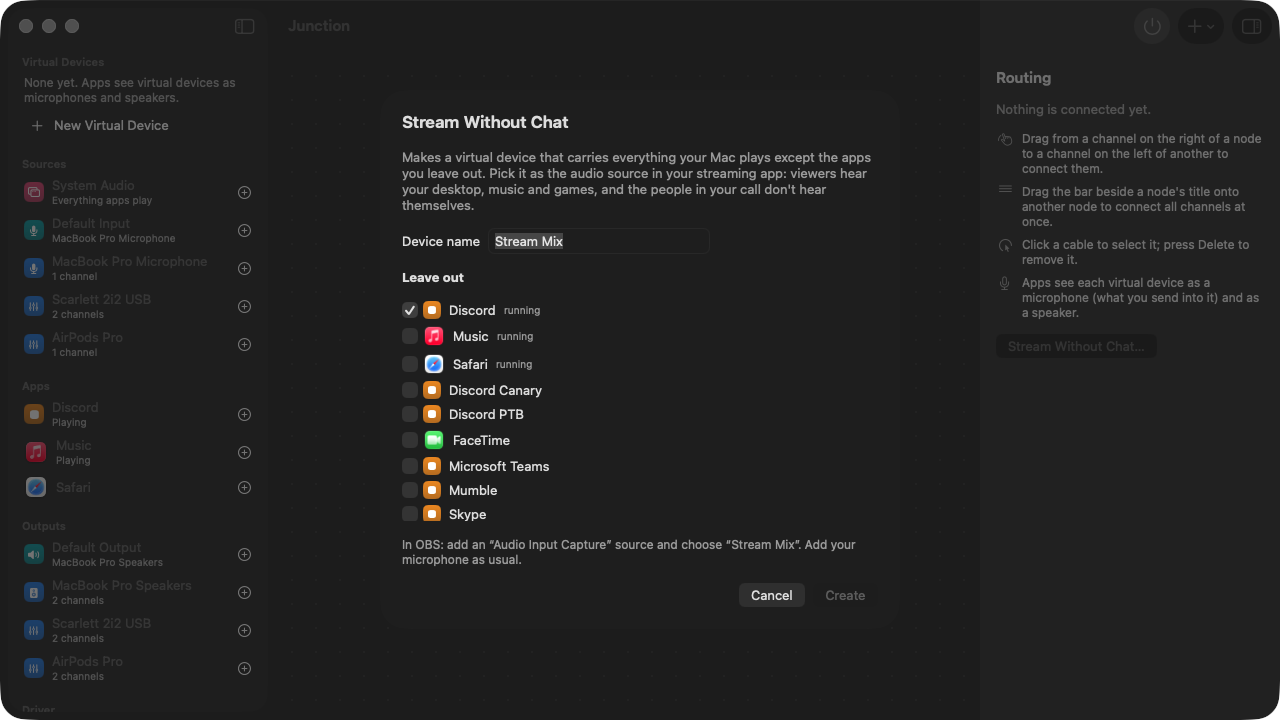 Junction
Virtual Devices
None yet. Apps see virtual devices as
microphones and speakers.
New Virtual Device
Sources
System Audio
Everything apps play
Default Input
MacBook Pro Microphone
MacBook Pro Microphone
1 channel
Scarlett 2i2 USB
2 channels
AirPods Pro
1 channel
Apps
Discord
Playing
Music
Playing
Safari
Outputs
Default Output
MacBook Pro Speakers
MacBook Pro Speakers
2 channels
Scarlett 2i2 USB
2 channels
AirPods Pro
2 channels
Driver
Stream Without Chat
Makes a virtual device that carries everything your Mac plays except the apps
you leave out. Pick it as the audio source in your streaming app: viewers hear
your desktop, music and games, and the people in your call don't hear
themselves.
Device name Stream Mix
Leave out
Discord running
Music running
Safari running
Discord Canary
Discord PTB
FaceTime
Microsoft Teams
Mumble
Skype
In OBS: add an “Audio Input Capture” source and choose “Stream Mix”. Add your
microphone as usual.
Cancel Create
Routing
Nothing is connected yet.
Drag from a channel on the right of a node
to a channel on the left of another to
connect them.
Drag the bar beside a node's title onto
another node to connect all channels at
once.
Click a cable to select it; press Delete to
remove it.
Apps see each virtual device as a
microphone (what you send into it) and as
a speaker.
Stream Without Chat...